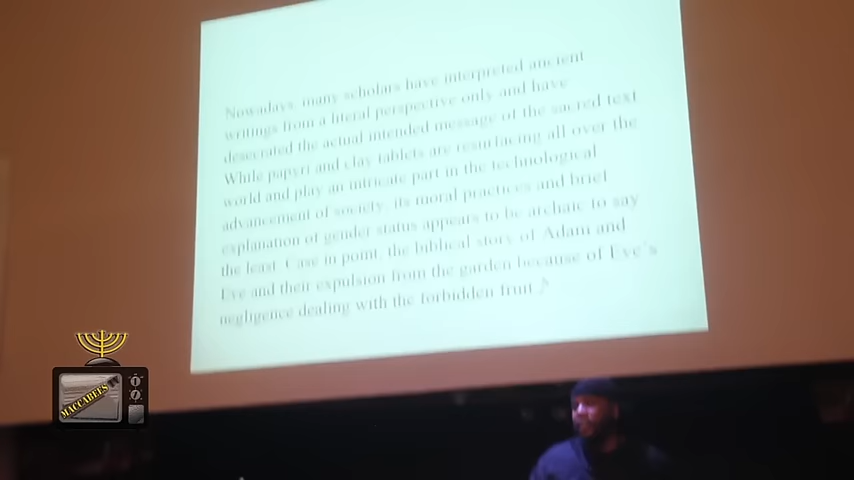 Nowadays, many scholars have interpreted ancient
writings from a literal perspective only and have
desecrated the actual intended message of the sacred text
While papyri and clay tablets are resurfacing all over the
world and play an intricate part in the technological
advancement of society, its moral practices and brief
explanation of gender status appears to be archaic to say
the least. Case in point, the biblical story of Adam and
Eve and their expulsion from the garden because of Eve's
negligence dealing with the forbidden fruit
MACCABEES TV